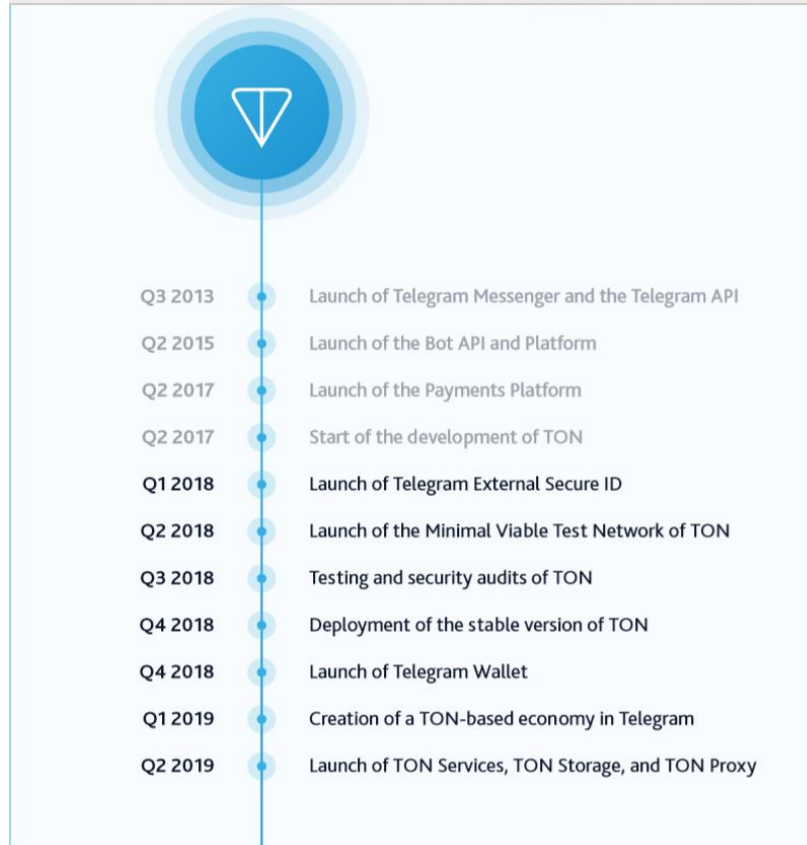 Q3 2013 Launch of Telegram Messenger and the Telegram API
Q2 2015 Launch of the Bot API and Platform
Q2 2017 Launch of the Payments Platform
Q2 2017 Start of the development of TON
Q1 2018 Launch of Telegram External Secure ID
Q2 2018 Launch of the Minimal Viable Test Network of TON
Q3 2018 Testing and security audits of TON
Q4 2018 Deployment of the stable version of TON
Q4 2018 Launch of Telegram Wallet
Q1 2019 Creation of a TON-based economy in Telegram
Q2 2019 Launch of TON Services, TON Storage, and TON Proxy